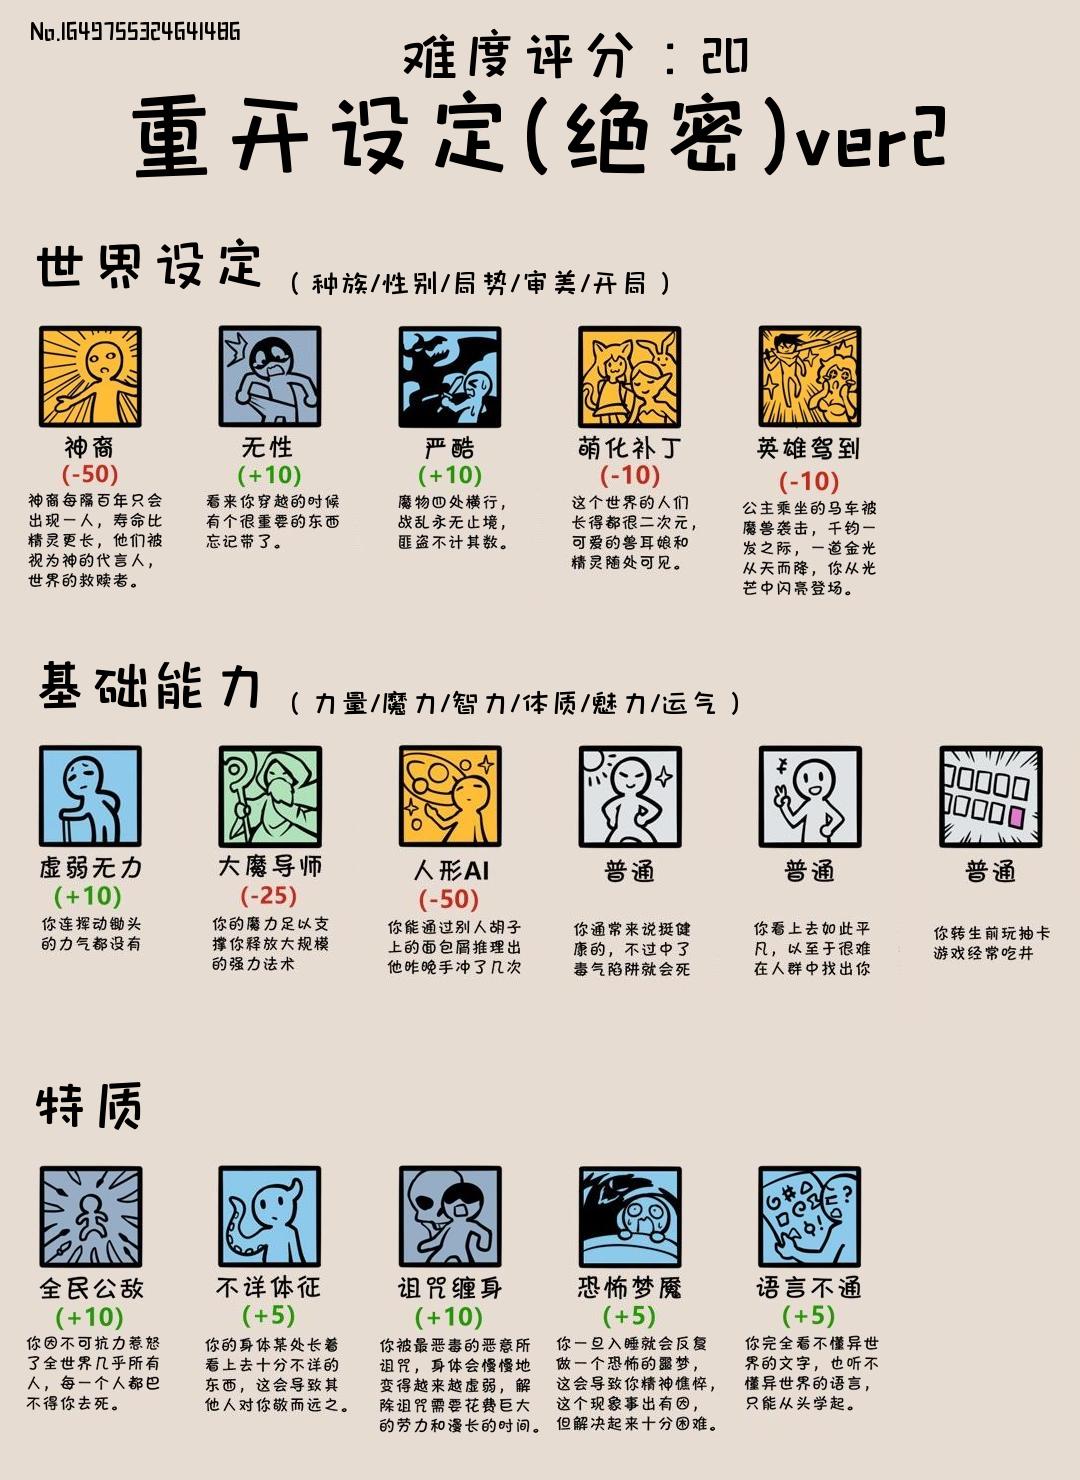 No.1649755324641486
难度评分：20
重开设定(绝密)ver2
世界设定
( 种族/性别/局势/审美/开局 )
神裔
(-50)
神裔每隔百年只会
出现一人，寿命比
精灵更长，他们被
视为神的代言人，
世界的救赎者。
无性
(+10)
看来你穿越的时候
有个很重要的东西
忘记带了。
严酷
(+10)
魔物四处横行，
战乱永无止境，
匪盗不计其数。
萌化补丁
(-10)
这个世界的人们
长得都很二次元，
可爱的兽耳娘和
精灵随处可见。
英雄驾到
(-10)
公主乘坐的马车被
魔兽袭击，千钧一
发之际，一道金光
从天而降，你从光
芒中闪亮登场。
基础能力
( 力量/魔力/智力/体质/魅力/运气 )
虚弱无力
(+10)
你连挥动锄头
的力气都没有
大魔导师
(-25)
你的魔力足以支
撑你释放大规模
的强力法术
人形AI
(-50)
你能通过别人胡子
上的面包屑推理出
他昨晚手冲了几次
普通
你通常来说挺健
康的，不过中了
毒气陷阱就会死
普通
你看上去如此平
凡，以至于很难
在人群中找出你
普通
你转生前玩抽卡
游戏经常吃井
特质
全民公敌
(+10)
你因不可抗力惹怒
了全世界几乎所有
人，每一个人都巴
不得你去死。
不详体征
(+5)
你的身体某处长着
看上去十分不详的
东西，这会导致其
他人对你敬而远之。
诅咒缠身
(+10)
你被最恶毒的恶意所
诅咒，身体会慢慢地
变得越来越虚弱，解
除诅咒需要花费巨大
的劳力和漫长的时间。
恐怖梦魇
(+5)
你一旦入睡就会反复
做一个恐怖的噩梦，
这会导致你精神憔悴，
这个现象事出有因，
但解决起来十分困难。
语言不通
(+5)
你完全看不懂异世
界的文字，也听不
懂异世界的语言，
只能从头学起。